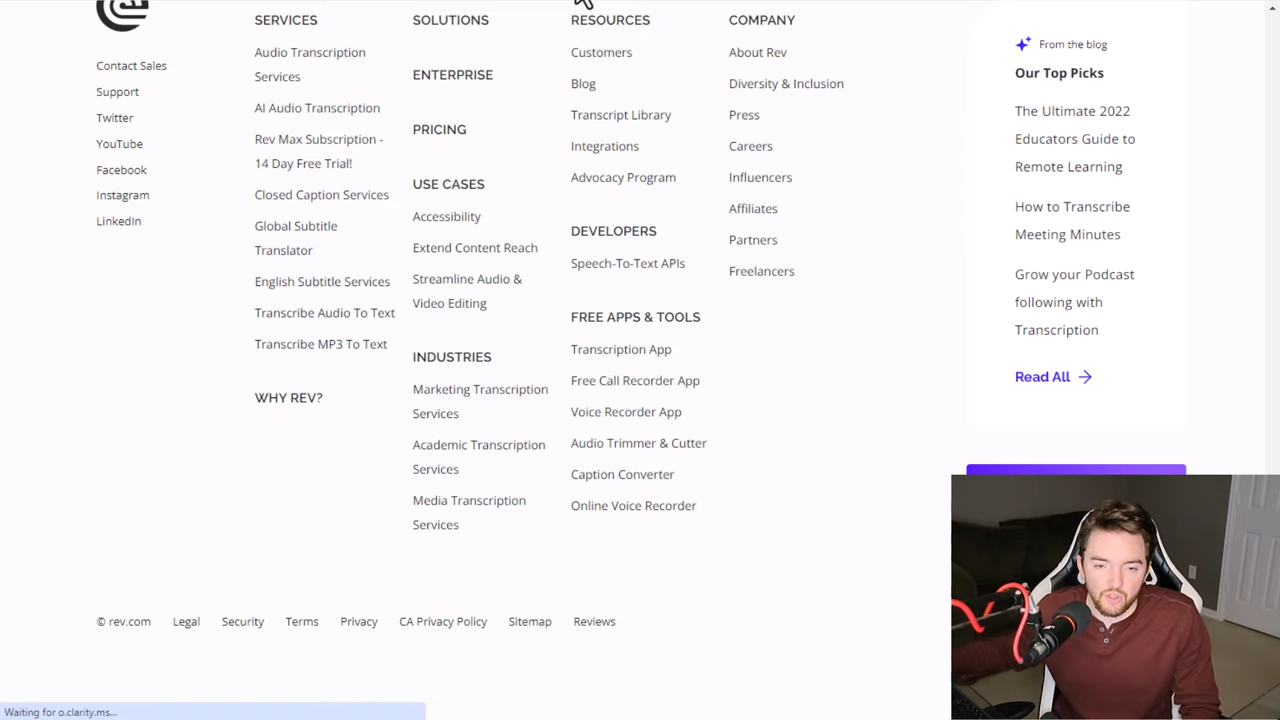 Contact Sales
Support
Twitter
YouTube
Facebook
Instagram
LinkedIn
SERVICES
Audio Transcription
Services
AI Audio Transcription
Rev Max Subscription -
14 Day Free Trial!
Closed Caption Services
Global Subtitle
Translator
English Subtitle Services
Transcribe Audio To Text
Transcribe MP3 To Text
WHY REV?
SOLUTIONS
ENTERPRISE
PRICING
USE CASES
Accessibility
Extend Content Reach
Streamline Audio &
Video Editing
INDUSTRIES
Marketing Transcription
Services
Academic Transcription
Services
Media Transcription
Services
RESOURCES
Customers
Blog
Transcript Library
Integrations
Advocacy Program
DEVELOPERS
Speech-To-Text APIs
FREE APPS & TOOLS
Transcription App
Free Call Recorder App
Voice Recorder App
Audio Trimmer & Cutter
Caption Converter
Online Voice Recorder
COMPANY
About Rev
Diversity & Inclusion
Press
Careers
Influencers
Affiliates
Partners
Freelancers
From the blog
Our Top Picks
The Ultimate 2022
Educators Guide to
Remote Learning
How to Transcribe
Meeting Minutes
Grow your Podcast
following with
Transcription
Read All
© rev.com Legal Security Terms Privacy CA Privacy Policy Sitemap Reviews
Waiting for o.clarity.ms...